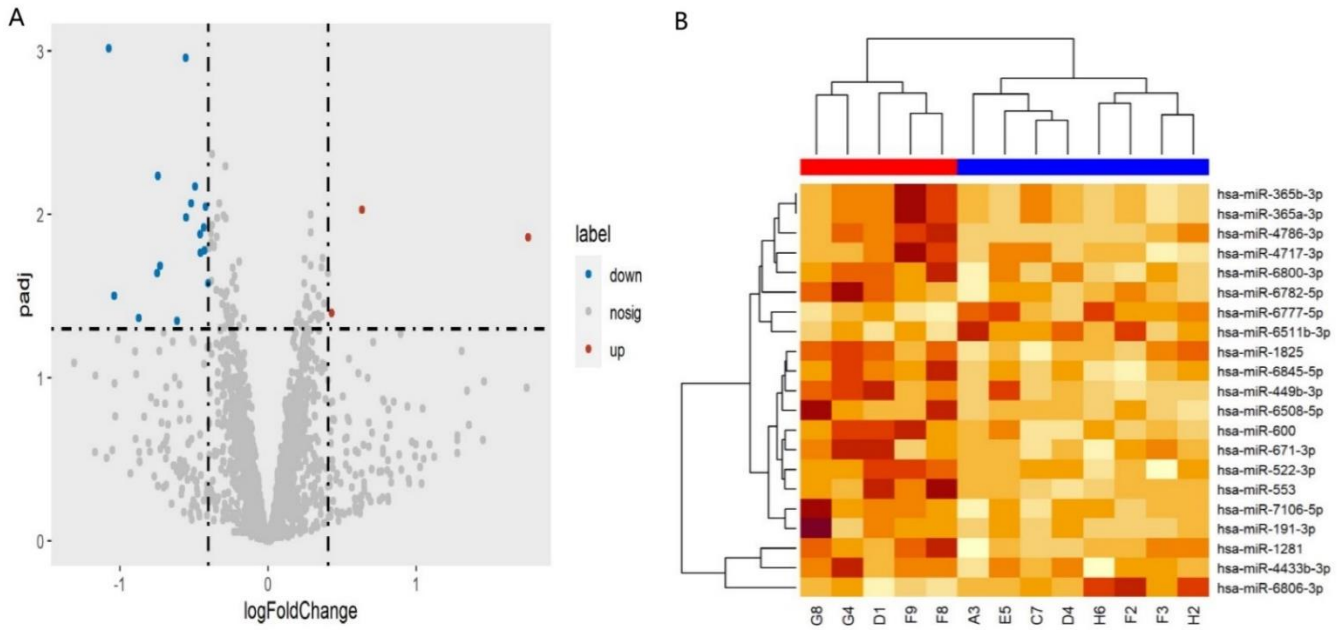 A
3
2
1
0
padj
-1
0
1
logFoldChange
label
down
nosig
up
B
hsa-miR-365b-3p
hsa-miR-365a-3p
hsa-miR-4786-3p
hsa-miR-4717-3p
hsa-miR-6800-3p
hsa-miR-6782-5p
hsa-miR-6777-5p
hsa-miR-6511b-3p
hsa-miR-1825
hsa-miR-6845-5p
hsa-miR-449b-3p
hsa-miR-6508-5p
hsa-miR-600
hsa-miR-671-3p
hsa-miR-522-3p
hsa-miR-553
hsa-miR-7106-5p
hsa-miR-191-3p
hsa-miR-1281
hsa-miR-4433b-3p
hsa-miR-6806-3p
G8
G4
D1
F9
F8
A3
E5
C7
D4
H6
F2
F3
H2